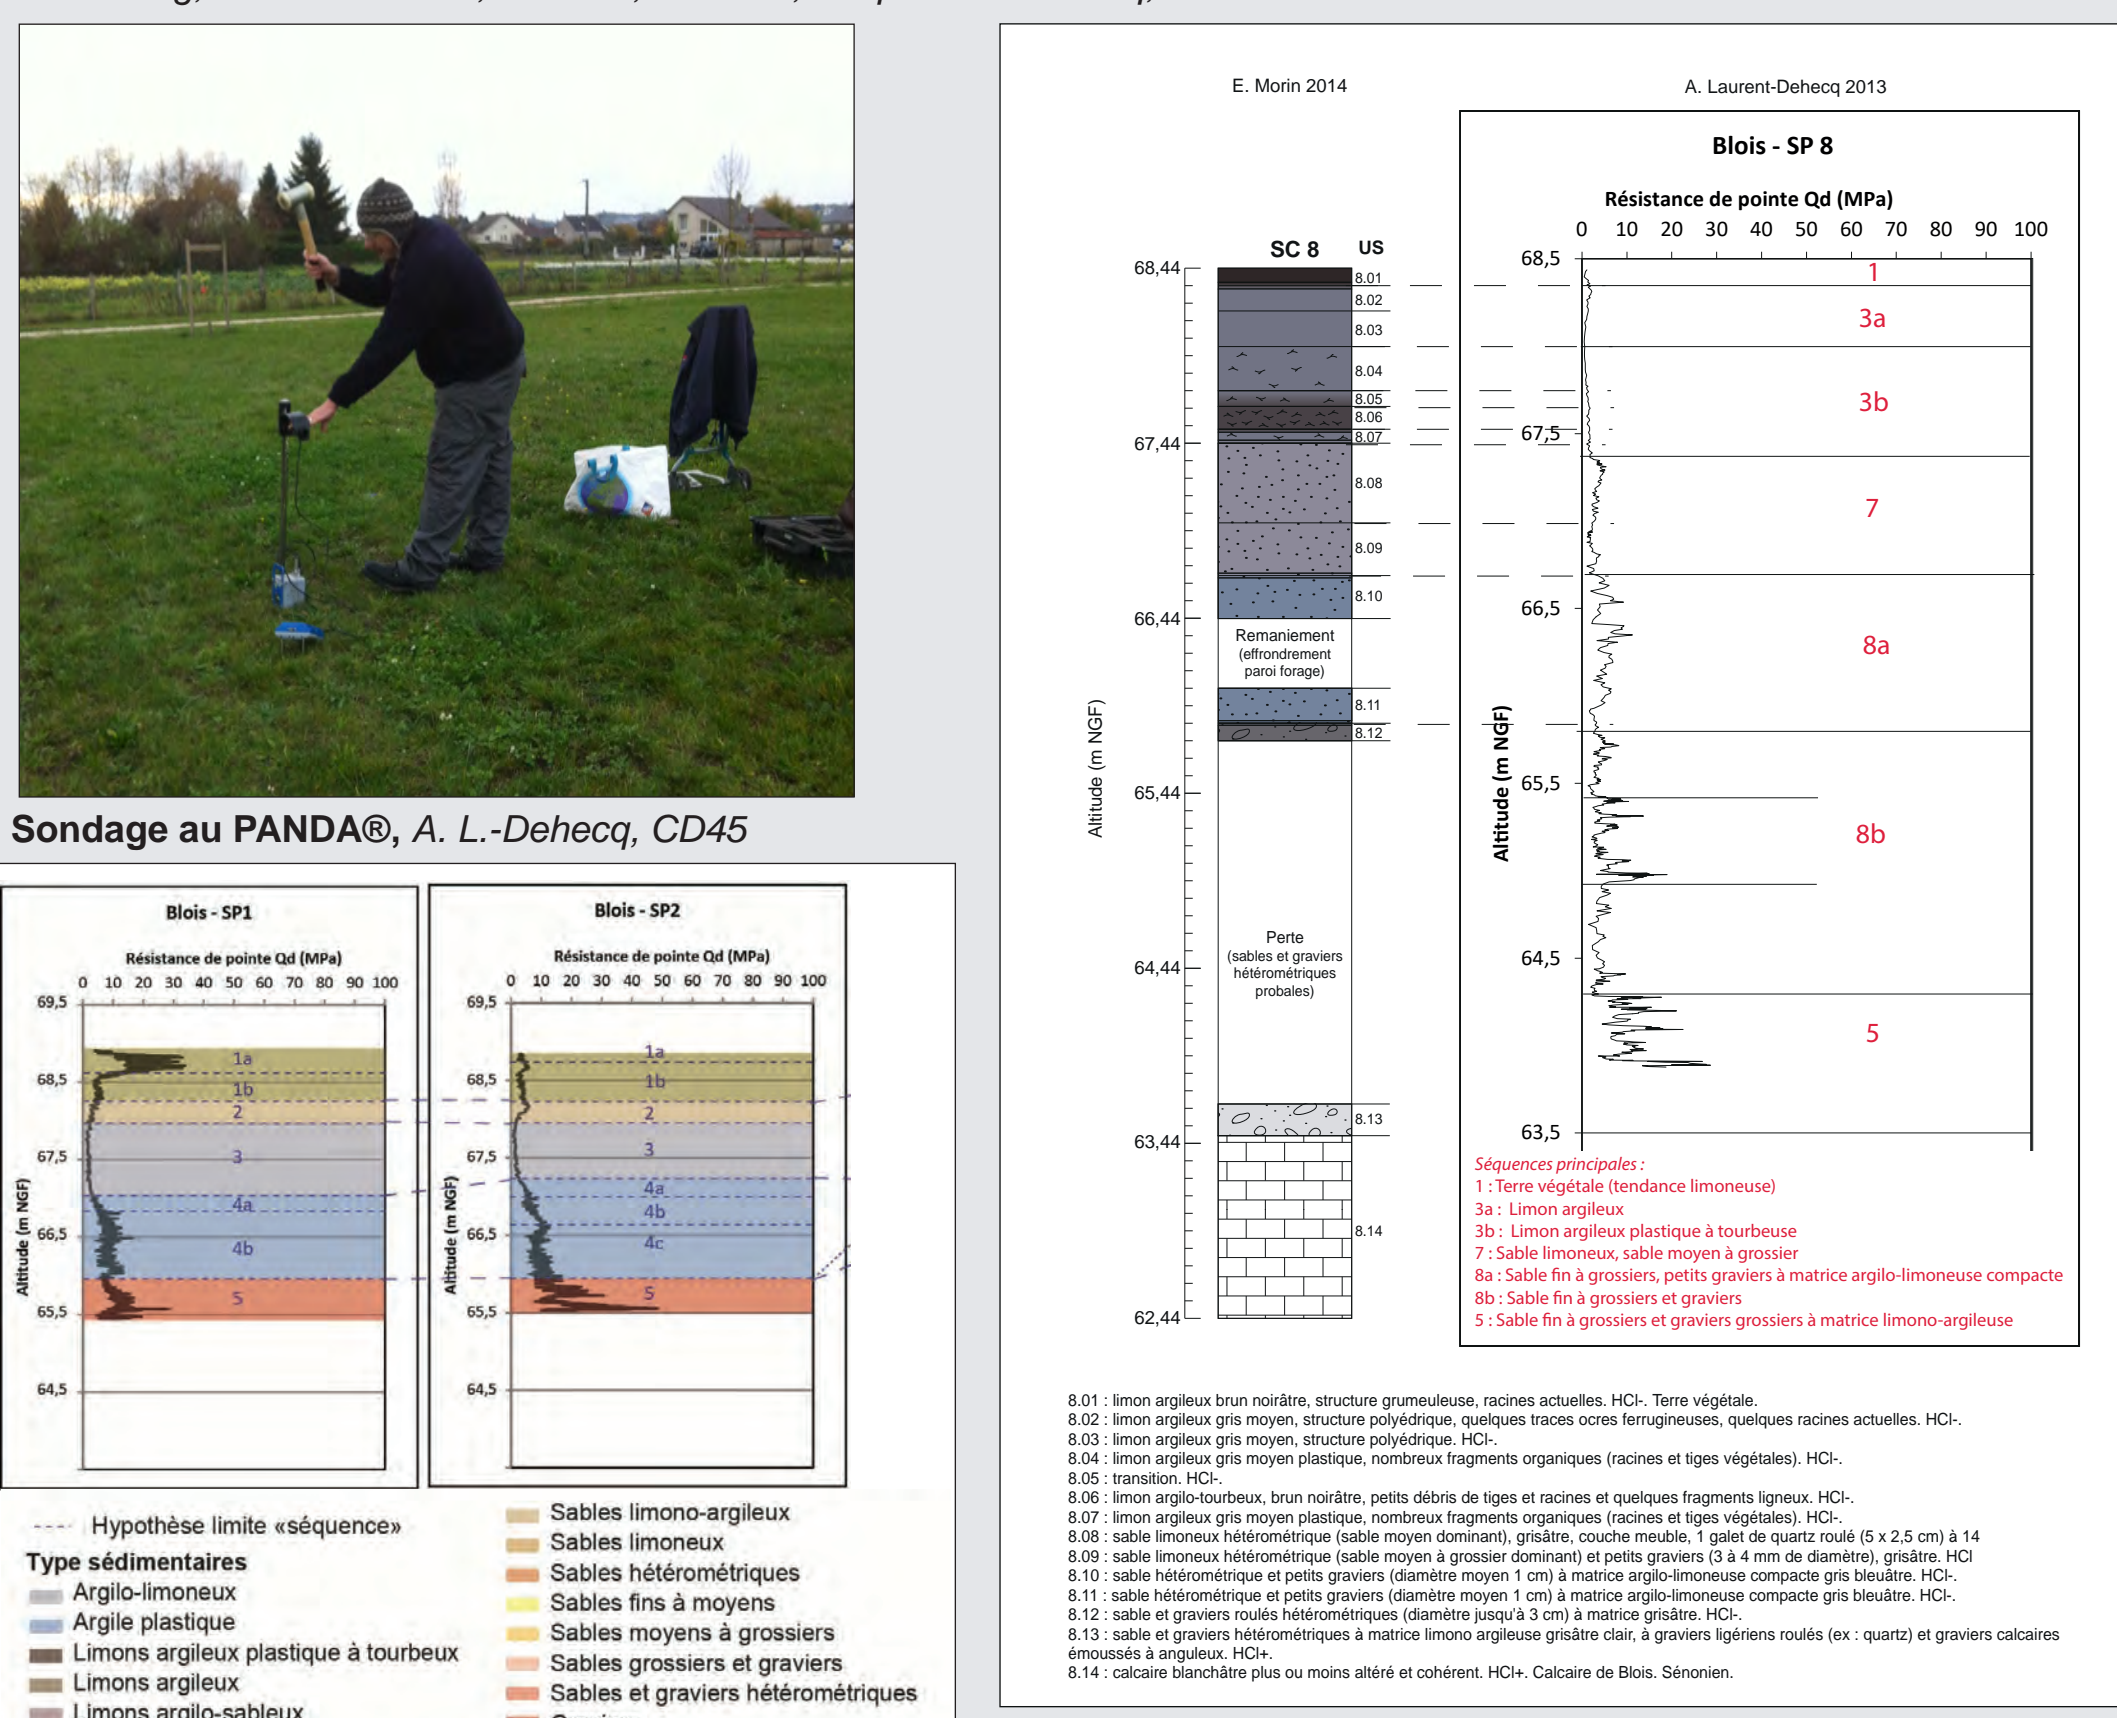 Sondage au PANDA®, A. L.-Dehecq, CD45
Blois - SP1
Résistance de pointe Qd (MPa)
0 10 20 30 40 50 60 70 80 90 100
69,5
68,5
67,5
66,5
65,5
64,5
Altitude (m NGF)
1a
1b
2
3
4a
4b
5
Blois - SP2
Résistance de pointe Qd (MPa)
0 10 20 30 40 50 60 70 80 90 100
69,5
68,5
67,5
66,5
65,5
64,5
Altitude (m NGF)
1a
1b
2
3
4a
4b
4c
5
Hypothèse limite «séquence»
Type sédimentaires
Argilo-limoneux
Argile plastique
Limons argileux plastique à tourbeux
Limons argileux
Limons argilo-sableux
Sables limono-argileux
Sables limoneux
Sables hétérométriques
Sables fins à moyens
Sables moyens à grossiers
Sables grossiers et graviers
Sables et graviers hétérométriques
E. Morin 2014
SC 8 US
68,44
67,44
66,44
65,44
64,44
63,44
62,44
Altitude (m NGF)
8.01
8.02
8.03
8.04
8.05
8.06
8.07
8.08
8.09
8.10
Remaniement
(effrondrement
paroi forage)
8.11
8.12
Perte
(sables et graviers
hétérométriques
probales)
8.13
8.14
A. Laurent-Dehecq 2013
Blois - SP 8
Résistance de pointe Qd (MPa)
0 10 20 30 40 50 60 70 80 90 100
68,5
67,5
66,5
65,5
64,5
63,5
Altitude (m NGF)
1
3a
3b
7
8a
8b
5
Séquences principales :
1 : Terre végétale (tendance limoneuse)
3a : Limon argileux
3b : Limon argileux plastique à tourbeuse
7 : Sable limoneux, sable moyen à grossier
8a : Sable fin à grossiers, petits graviers à matrice argilo-limoneuse compacte
8b : Sable fin à grossiers et graviers
5 : Sable fin à grossiers et graviers grossiers à matrice limono-argileuse
8.01 : limon argileux brun noirâtre, structure grumeuleuse, racines actuelles. HCl-. Terre végétale.
8.02 : limon argileux gris moyen, structure polyédrique, quelques traces ocres ferrugineuses, quelques racines actuelles. HCl-.
8.03 : limon argileux gris moyen, structure polyédrique. HCl-.
8.04 : limon argileux gris moyen plastique, nombreux fragments organiques (racines et tiges végétales). HCl-.
8.05 : transition. HCl-.
8.06 : limon argilo-tourbeux, brun noirâtre, petits débris de tiges et racines et quelques fragments ligneux. HCl-.
8.07 : limon argileux gris moyen plastique, nombreux fragments organiques (racines et tiges végétales). HCl-.
8.08 : sable limoneux hétérométrique (sable moyen dominant), grisâtre, couche meuble, 1 galet de quartz roulé (5 x 2,5 cm) à 14
8.09 : sable limoneux hétérométrique (sable moyen à grossier dominant) et petits graviers (3 à 4 mm de diamètre), grisâtre. HCl
8.10 : sable hétérométrique et petits graviers (diamètre moyen 1 cm) à matrice argilo-limoneuse compacte gris bleuâtre. HCl-.
8.11 : sable hétérométrique et petits graviers (diamètre moyen 1 cm) à matrice argilo-limoneuse compacte gris bleuâtre. HCl-.
8.12 : sable et graviers roulés hétérométriques (diamètre jusqu'à 3 cm) à matrice grisâtre. HCl-.
8.13 : sable et graviers hétérométriques à matrice limono argileuse grisâtre clair, à graviers ligériens roulés (ex : quartz) et graviers calcaires
émoussés à anguleux. HCl+.
8.14 : calcaire blanchâtre plus ou moins altéré et cohérent. HCl+. Calcaire de Blois. Sénonien.